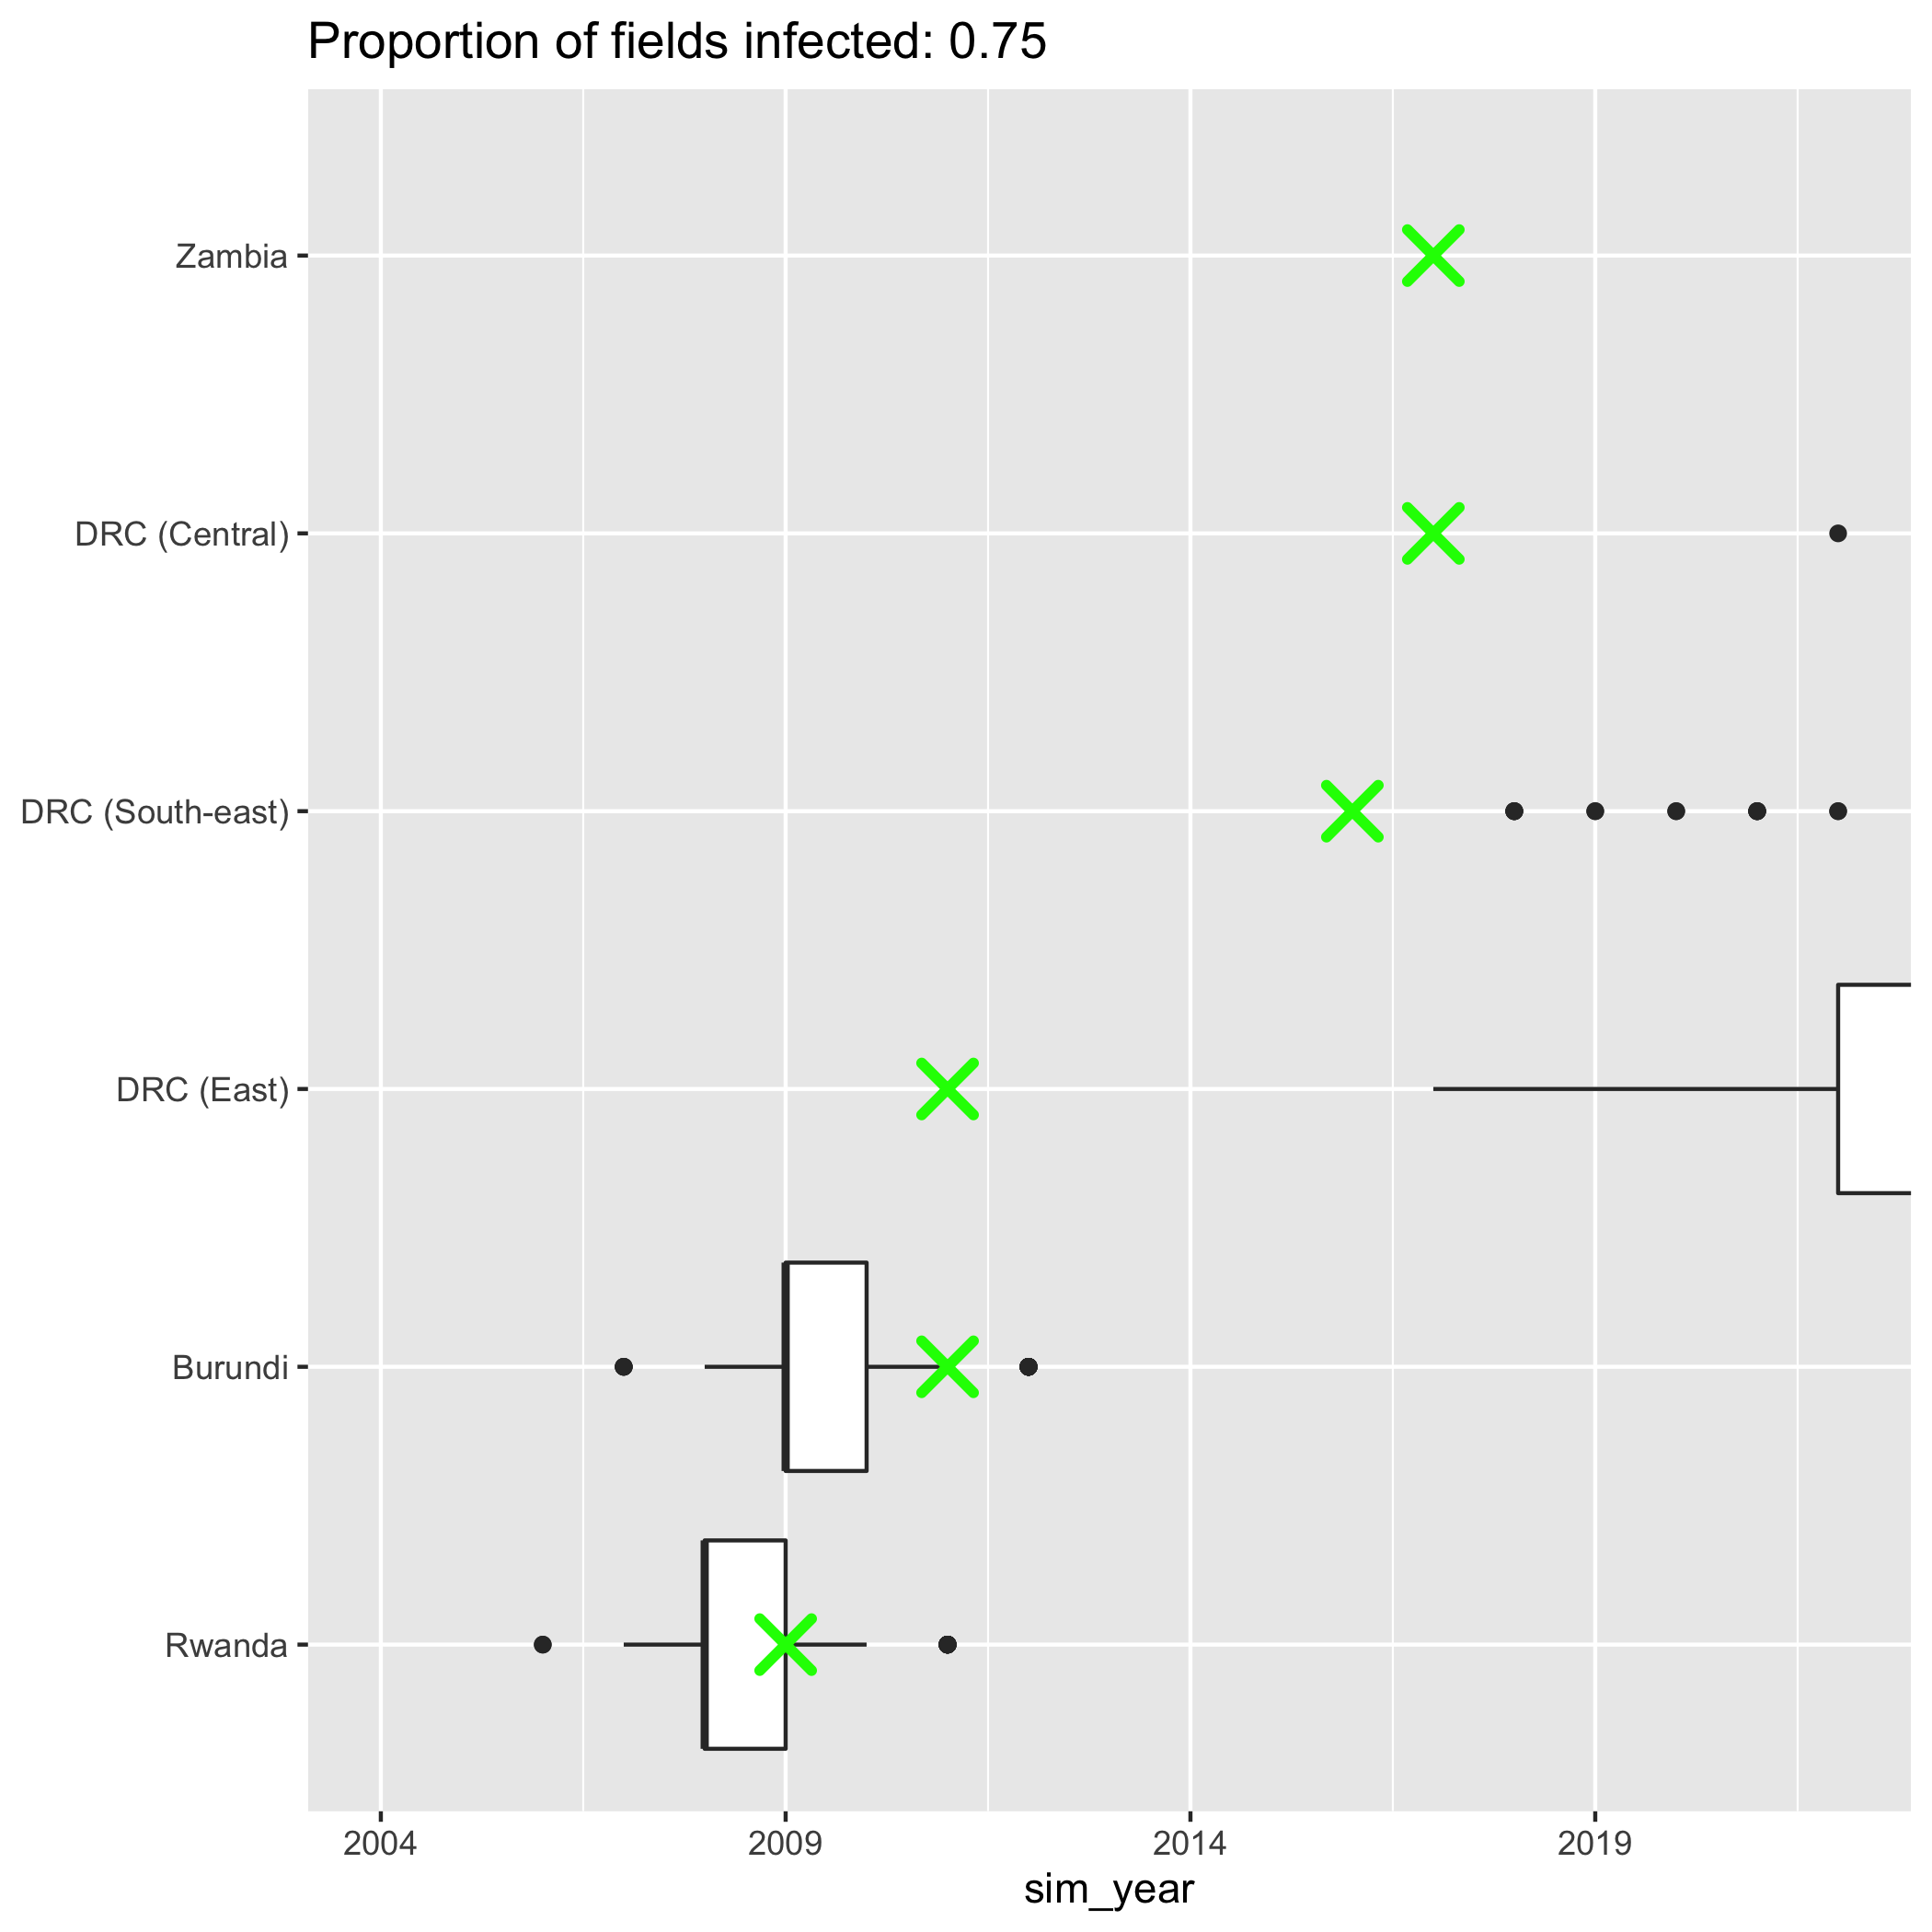 Proportion of fields infected: 0.75
Zambia
DRC (Central)
DRC (South-east)
DRC (East)
Burundi
Rwanda
2004 2009 2014 2019
sim_year